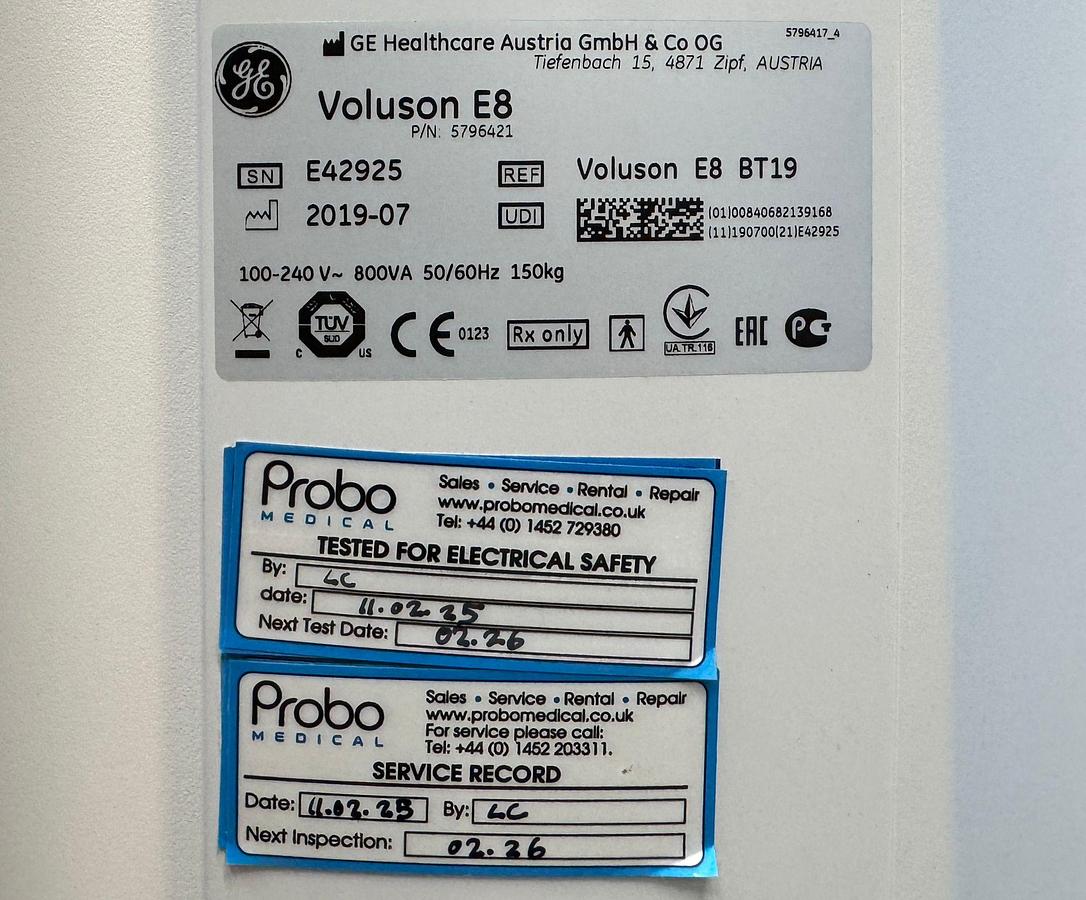 GE Healthcare Austria GmbH & Co OG
5796417_4
Tiefenbach 15, 4871 Zipf, AUSTRIA
GE
Voluson E8
P/N: 5796421
SN E42925
REF Voluson E8 BT19
2019-07
UDI (01)00840682139168
(11)190700(21)E42925
100-240 V~ 800VA 50/60Hz 150kg
TÜV
SÜD
C US
CE 0123
Rx only
UA.TR.116
EAC
PG
Probo
MEDICAL
Sales • Service • Rental • Repair
www.probomedical.co.uk
Tel: +44 (0) 1452 729380
TESTED FOR ELECTRICAL SAFETY
By: LC
date: 11.02.25
Next Test Date: 02.26
Probo
MEDICAL
Sales • Service • Rental • Repair
www.probomedical.co.uk
For service please call:
Tel: +44 (0) 1452 203311.
SERVICE RECORD
Date: 11.02.25 By: LC
Next Inspection: 02.26